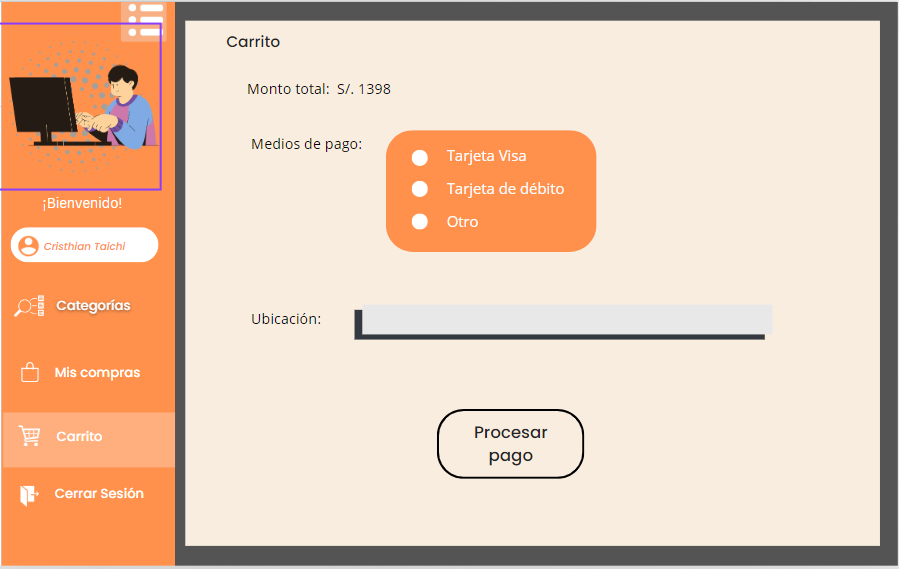 ¡Bienvenido!
Cristhian Taichi
Categorías
Mis compras
Carrito
Cerrar Sesión
Carrito
Monto total: S/. 1398
Medios de pago:
Tarjeta Visa
Tarjeta de débito
Otro
Ubicación:
Procesar
pago